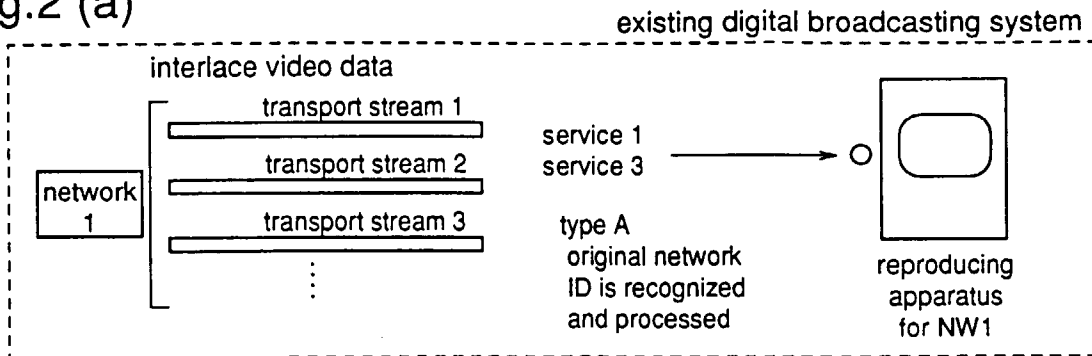 g.2 (a)
existing digital broadcasting system
interlace video data
transport stream 1
transport stream 2
transport stream 3
network
1
service 1
service 3
type A
original network
ID is recognized
and processed
reproducing
apparatus
for NW1